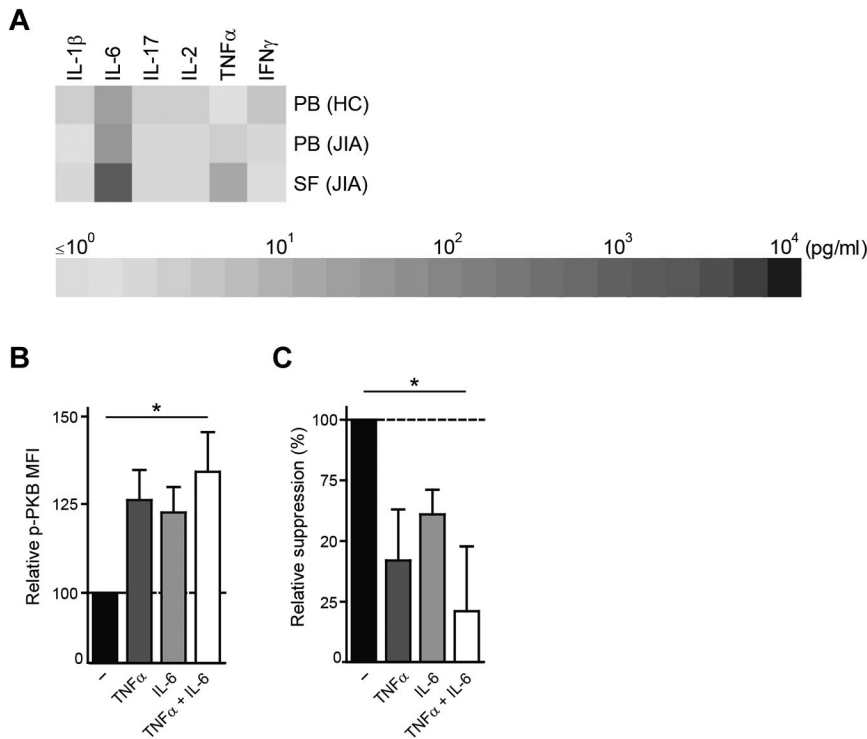 A
IL-1β IL-6 IL-17 IL-2 TNFα IFNγ
PB (HC)
PB (JIA)
SF (JIA)
≤10⁰ 10¹ 10² 10³ 10⁴ (pg/ml)
B
Relative p-PKB MFI
150
125
100
0
*
– TNFα IL-6 TNFα + IL-6
C
Relative suppression (%)
100
75
20
25
0
*
– TNFα IL-6 TNFα + IL-6